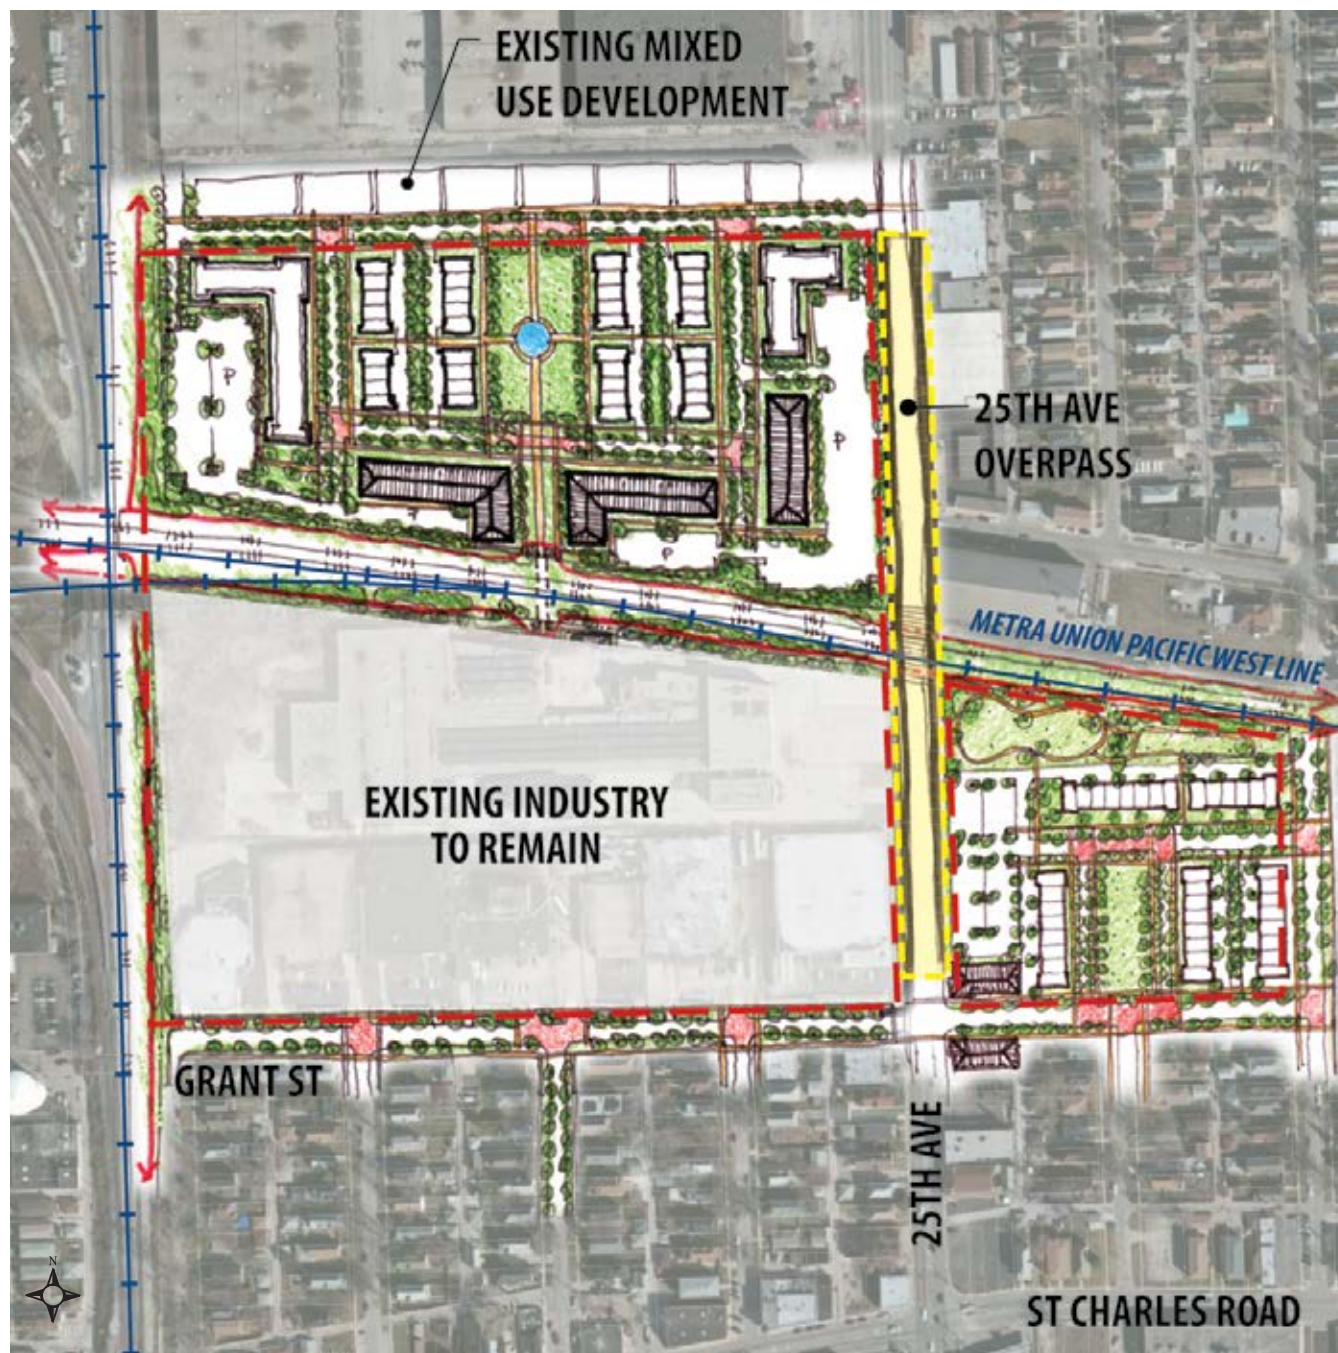 EXISTING MIXED
USE DEVELOPMENT
25TH AVE
OVERPASS
P
P
P
P
METRA UNION PACIFIC WEST LINE
EXISTING INDUSTRY
TO REMAIN
GRANT ST
25TH AVE
N
ST CHARLES ROAD